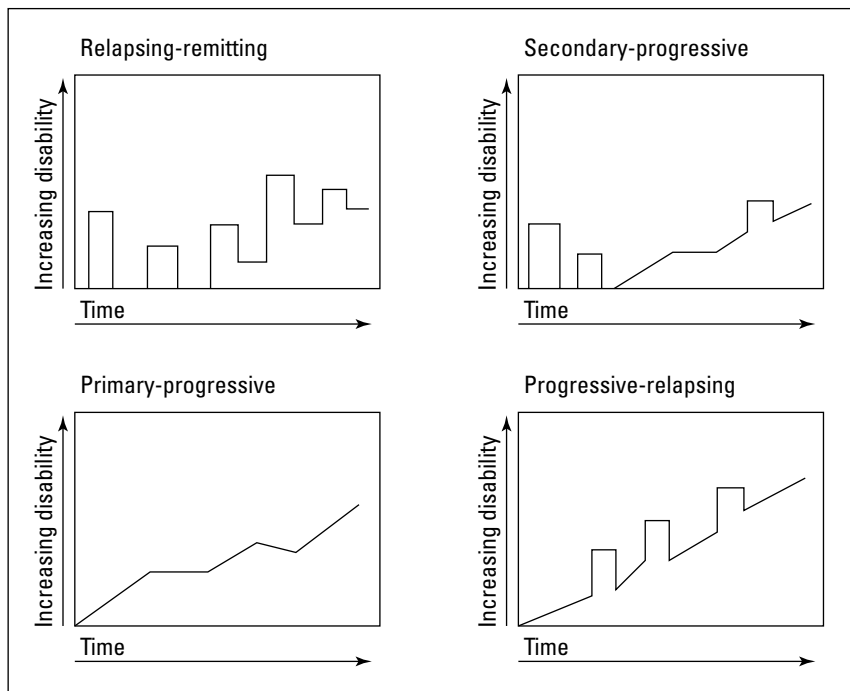 Relapsing-remitting
Increasing disability
Time
Secondary-progressive
Increasing disability
Time
Primary-progressive
Increasing disability
Time
Progressive-relapsing
Increasing disability
Time